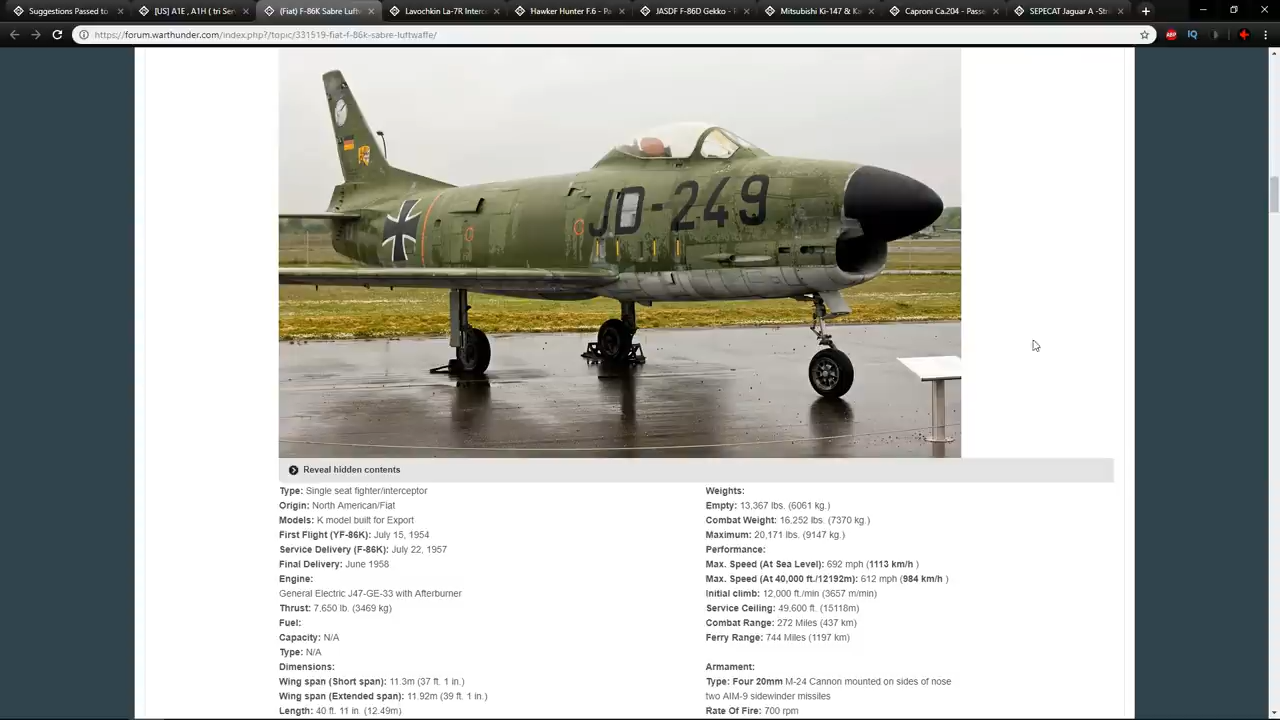 Suggestions Passed to
[US] A1E , A1H ( tri Ser
(Fiat) F-86K Sabre Luftw
Lavochkin La-7R Interc
Hawker Hunter F.6 - Pa
JASDF F-86D Gekko - R
Mitsubishi Ki-147 & Ki
Caproni Ca.204 - Passe
SEPECAT Jaguar A -Str
https://forum.warthunder.com/index.php?/topic/331519-fiat-f-86k-sabre-luftwaffe/
ABP
IQ
JD-249
Reveal hidden contents
Type: Single seat fighter/interceptor
Origin: North American/Fiat
Models: K model built for Export
First Flight (YF-86K): July 15, 1954
Service Delivery (F-86K): July 22, 1957
Final Delivery: June 1958
Engine:
General Electric J47-GE-33 with Afterburner
Thrust: 7,650 lb. (3469 kg)
Fuel:
Capacity: N/A
Type: N/A
Dimensions:
Wing span (Short span): 11.3m (37 ft. 1 in.)
Wing span (Extended span): 11.92m (39 ft. 1 in.)
Length: 40 ft. 11 in. (12.49m)
Weights:
Empty: 13,367 lbs. (6061 kg.)
Combat Weight: 16,252 lbs. (7370 kg.)
Maximum: 20,171 lbs. (9147 kg.)
Performance:
Max. Speed (At Sea Level): 692 mph (1113 km/h )
Max. Speed (At 40,000 ft./12192m): 612 mph (984 km/h )
Initial climb: 12,000 ft./min (3657 m/min)
Service Ceiling: 49,600 ft. (15118m)
Combat Range: 272 Miles (437 km)
Ferry Range: 744 Miles (1197 km)
Armament:
Type: Four 20mm M-24 Cannon mounted on sides of nose
two AIM-9 sidewinder missiles
Rate Of Fire: 700 rpm